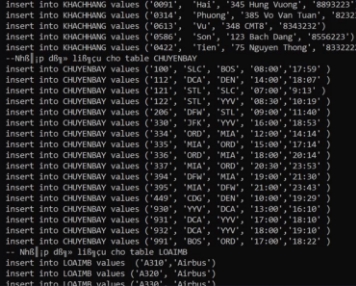 insert into KHACHHANG values ('0091', 'Hai', '345 Hung Vuong', '8893223'
insert into KHACHHANG values ('0314', 'Phuong', '385 Vo Van Tuan', '8232
insert into KHACHHANG values ('0613', 'Vu', '348 CMT8', '8343232')
insert into KHACHHANG values ('0586', 'Son', '123 Bach Dang', '8556223')
insert into KHACHHANG values ('0422', 'Tien', '75 Nguyen Thong', '833222
cho table CHUYENBAY
insert into CHUYENBAY values ('100', 'SLC', 'BOS', '08:00','17:59' )
insert into CHUYENBAY values ('112', 'DCA', 'DEN', '14:00','18:07' )
insert into CHUYENBAY values ('121', 'STL', 'SLC', '07:00','9:13' )
insert into CHUYENBAY values ('122', 'STL', 'YYV', '08:30','10:19' )
insert into CHUYENBAY values ('206', 'DFW', 'STL', '09:00','11:40' )
insert into CHUYENBAY values ('330', 'JFK', 'YYV', '16:00','18:53' )
insert into CHUYENBAY values ('334', 'ORD', 'MIA', '12:00','14:14' )
insert into CHUYENBAY values ('335', 'MIA', 'ORD', '15:00','17:14' )
insert into CHUYENBAY values ('336', 'ORD', 'MIA', '18:00','20:14' )
insert into CHUYENBAY values ('337', 'MIA', 'ORD', '20:30','23:53' )
insert into CHUYENBAY values ('394', 'DFW', 'MIA', '19:00','21:30' )
insert into CHUYENBAY values ('395', 'MIA', 'DFW', '21:00','23:43' )
insert into CHUYENBAY values ('449', 'CDG', 'DEN', '10:00','19:29' )
insert into CHUYENBAY values ('930', 'YYV', 'DCA', '13:00','16:10' )
insert into CHUYENBAY values ('931', 'DCA', 'YYV', '17:00','18:10' )
insert into CHUYENBAY values ('932', 'DCA', 'YYV', '18:00','19:10' )
insert into CHUYENBAY values ('991', 'BOS', 'ORD', '17:00','18:22' )
cho table LOAIMB
insert into LOAIMB values ('A310','Airbus')
insert into LOAIMB values ('A320', 'Airbus')
insert into LOAIMB values ('A330', 'Airbus')